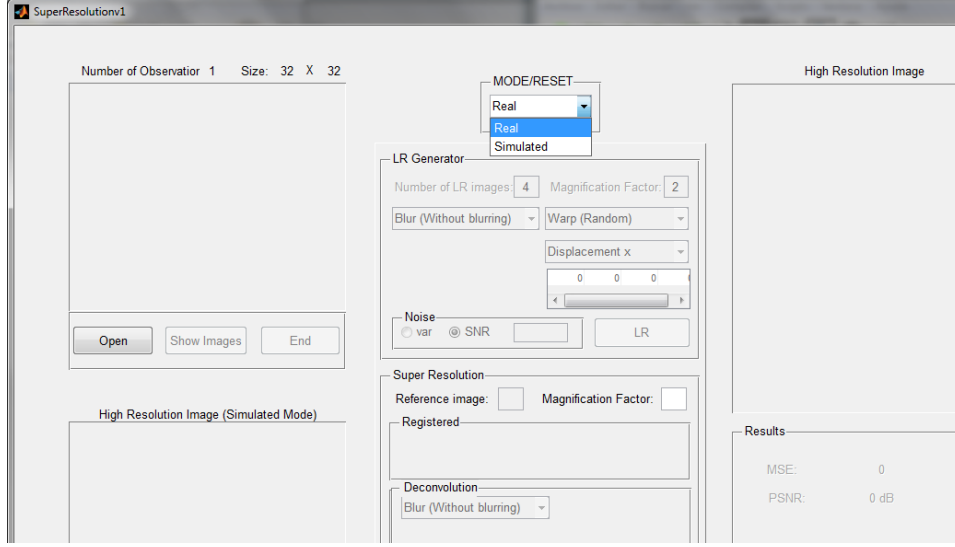 SuperResolutionv1
Number of Observatior 1 Size: 32 X 32
High Resolution Image
MODE/RESET
Real
Real
Simulated
LR Generator
Number of LR images: 4 Magnification Factor: 2
Blur (Without blurring) Warp (Random)
Displacement x
0 0 0
Noise
var SNR
LR
Open Show Images End
Super Resolution
Reference image: Magnification Factor:
High Resolution Image (Simulated Mode)
Registered
Results
MSE: 0
PSNR: 0 dB
Deconvolution
Blur (Without blurring)